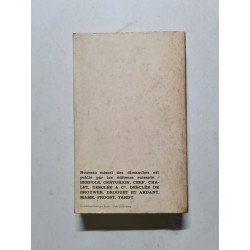 Nouveau missel des dimanches est
publié par les éditeurs suivants :
BREPOLS, CENTURION, CERF, CHA-
LET, DESCLÉE & Cie, DESCLÉE DE
BROUWER, DROGUET ET ARDANT,
MAME, PROOST, TARDY.